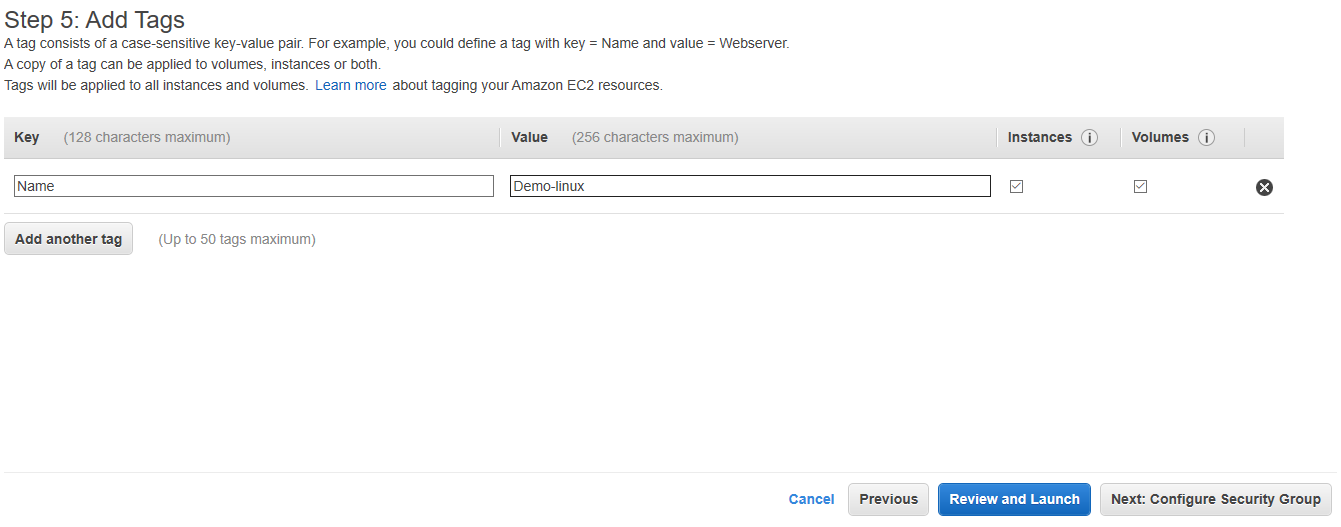 Step 5: Add Tags
A tag consists of a case-sensitive key-value pair. For example, you could define a tag with key = Name and value = Webserver.
A copy of a tag can be applied to volumes, instances or both.
Tags will be applied to all instances and volumes. Learn more about tagging your Amazon EC2 resources.
Key (128 characters maximum) Value (256 characters maximum) Instances i Volumes i
Name Demo-linux
Add another tag (Up to 50 tags maximum)
Cancel Previous Review and Launch Next: Configure Security Group